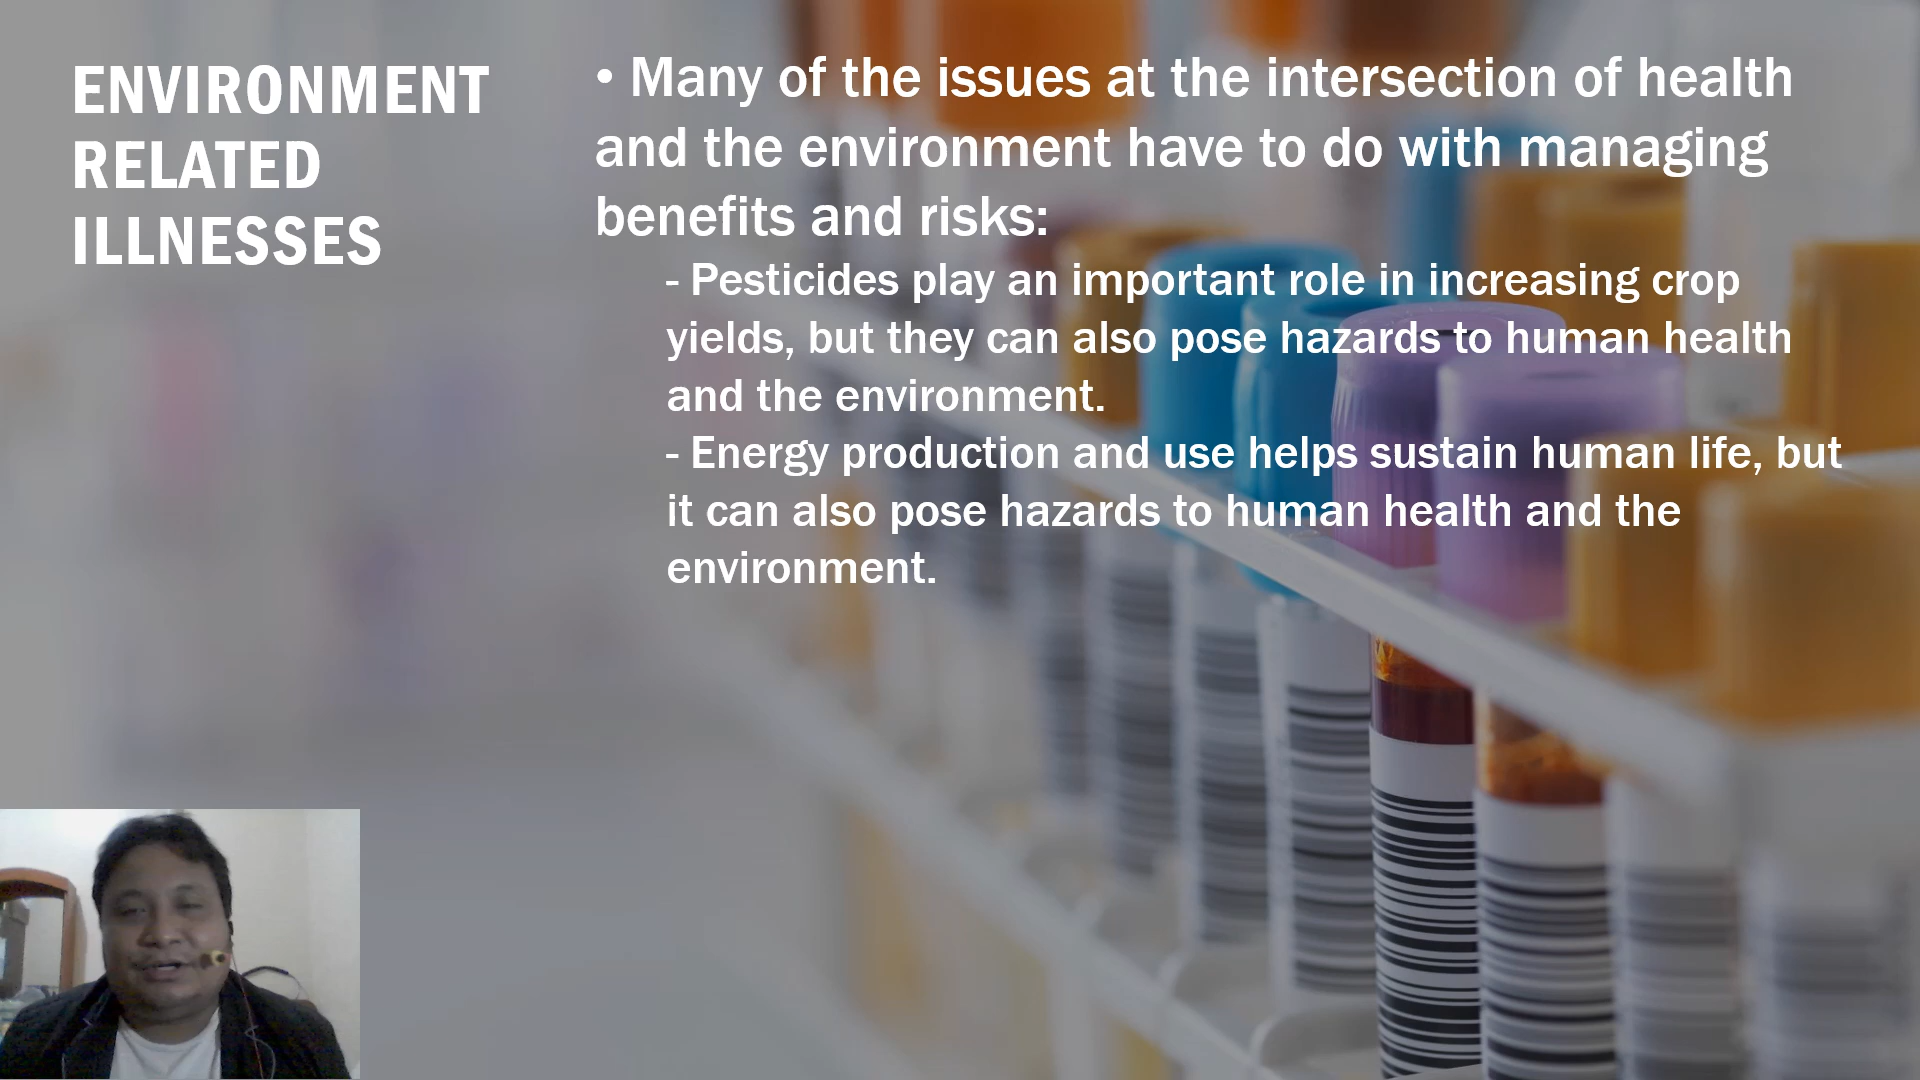 ENVIRONMENT
RELATED
ILLNESSES
• Many of the issues at the intersection of health
and the environment have to do with managing
benefits and risks:
- Pesticides play an important role in increasing crop
yields, but they can also pose hazards to human health
and the environment.
- Energy production and use helps sustain human life, but
it can also pose hazards to human health and the
environment.